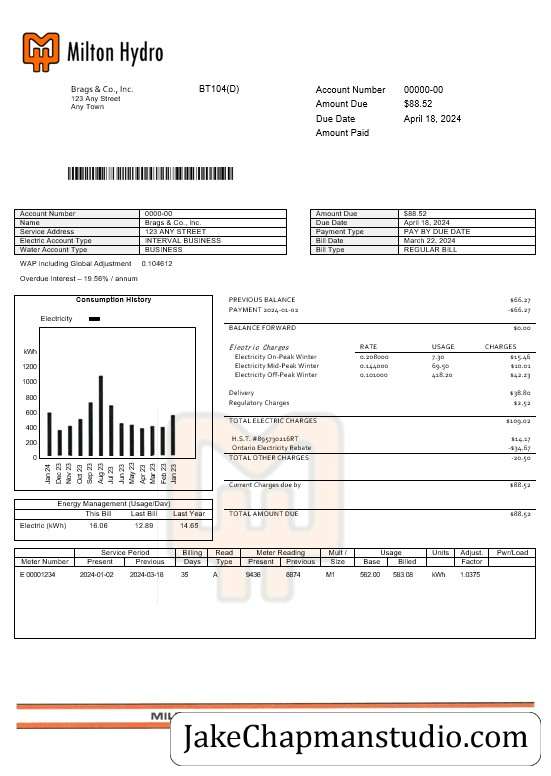 Milton Hydro
Brags & Co., Inc.
123 Any Street
Any Town
BT104(D)
Account Number 00000-00
Amount Due $88.52
Due Date April 18, 2024
Amount Paid
Account Number 0000-00
Name Brags & Co., Inc.
Service Address 123 ANY STREET
Electric Account Type INTERVAL BUSINESS
Water Account Type BUSINESS
Amount Due $88.52
Due Date April 18, 2024
Payment Type PAY BY DUE DATE
Bill Date March 22, 2024
Bill Type REGULAR BILL
WAP including Global Adjustment 0.104612
Overdue Interest – 19.56% / annum
Consumption History
Electricity
kWh
1200
1000
800
600
400
200
0
Jan 24
Dec 23
Nov 23
Oct 23
Sep 23
Aug 23
Jul 23
Jun 23
May 23
Apr 23
Mar 23
Feb 23
Jan 23
PREVIOUS BALANCE $66.27
PAYMENT 2024-01-02 -$66.27
BALANCE FORWARD $0.00
Electric Charges RATE USAGE CHARGES
Electricity On-Peak Winter 0.208000 7.30 $15.46
Electricity Mid-Peak Winter 0.144000 69.50 $10.01
Electricity Off-Peak Winter 0.101000 418.20 $42.23
Delivery $38.80
Regulatory Charges $2.52
TOTAL ELECTRIC CHARGES $109.02
H.S.T. #895730216RT $14.17
Ontario Electricity Rebate -$34.67
TOTAL OTHER CHARGES -20.50
Current Charges due by $88.52
TOTAL AMOUNT DUE $88.52
Energy Management (Usage/Day)
This Bill Last Bill Last Year
Electric (kWh) 16.06 12.89 14.65
Service Period Billing Read Meter Reading Mult / Usage Units Adjust. Pwr/Load
Meter Number Present Previous Days Type Present Previous Size Base Billed Factor
E 00001234 2024-01-02 2024-03-18 35 A 9436 8874 M1 562.00 583.08 kWh 1.0375
JakeChapmanstudio.com